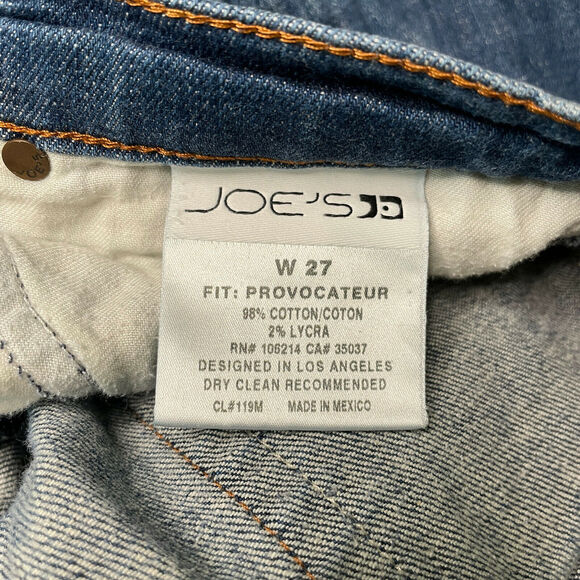 JOE'S
W 27
FIT: PROVOCATEUR
98% COTTON/COTON
2% LYCRA
RN# 106214 CA# 35037
DESIGNED IN LOS ANGELES
DRY CLEAN RECOMMENDED
CL#119M MADE IN MEXICO